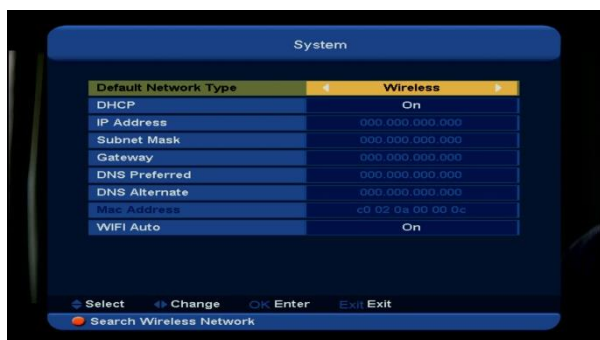 System
Default Network Type Wireless
DHCP On
IP Address 000.000.000.000
Subnet Mask 000.000.000.000
Gateway 000.000.000.000
DNS Preferred 000.000.000.000
DNS Alternate 000.000.000.000
Mac Address c0 02 0a 00 00 0c
WIFI Auto On
Select Change OK Enter Exit Exit
Search Wireless Network